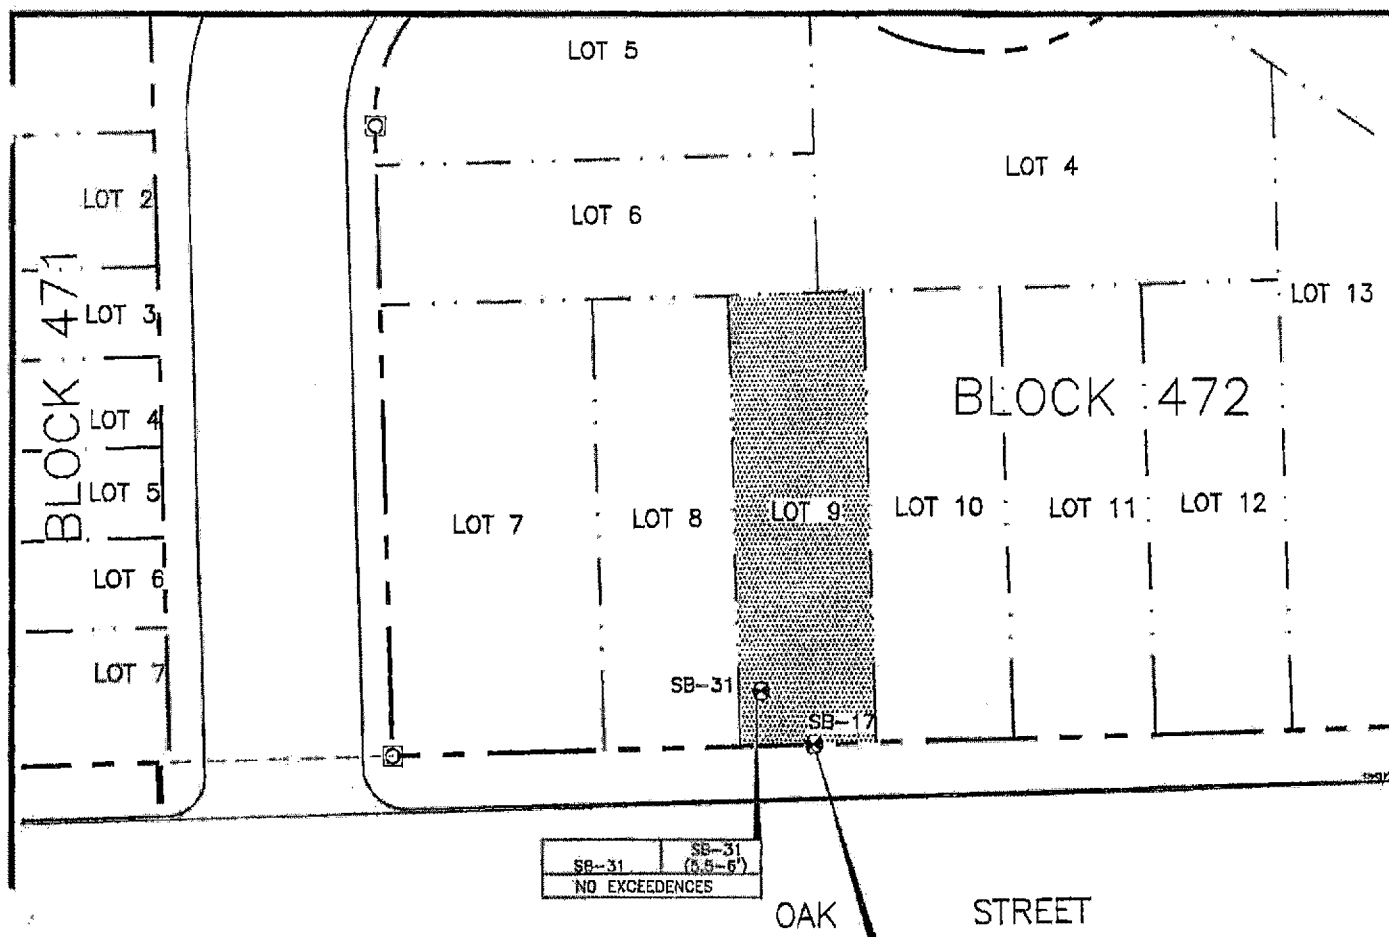 LOT 5
LOT 4
LOT 2
LOT 6
BLOCK 471
LOT 3
LOT 13
BLOCK 472
LOT 4
LOT 5
LOT 7
LOT 8
LOT 9
LOT 10
LOT 11
LOT 12
LOT 6
LOT 7
SB-31
SB-17
SB-31
SB-31
(5.5-6')
NO EXCEEDENCES
OAK STREET